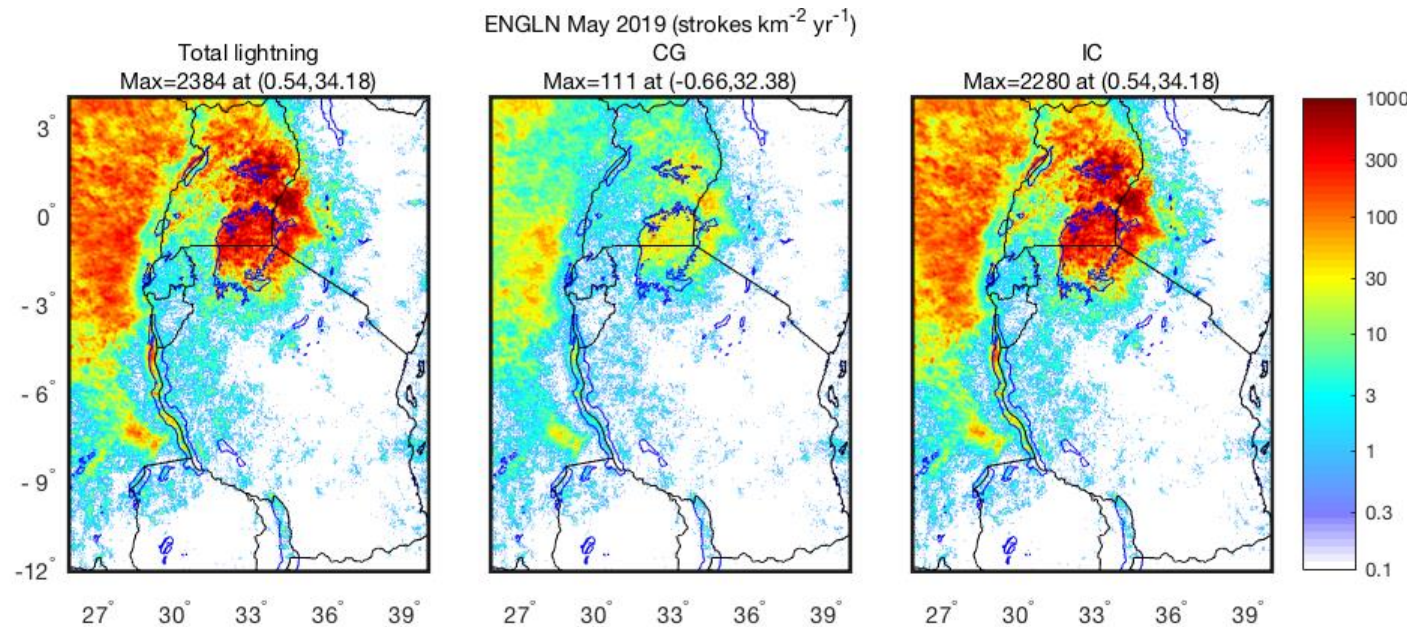 ENGLN May 2019 (strokes km⁻² yr⁻¹)
Total lightning
Max=2384 at (0.54,34.18)
CG
Max=111 at (-0.66,32.38)
IC
Max=2280 at (0.54,34.18)
3°
0°
-3°
-6°
-9°
-12°
27° 30° 33° 36° 39°
27° 30° 33° 36° 39°
27° 30° 33° 36° 39°
1000
300
100
30
10
3
1
0.3
0.1